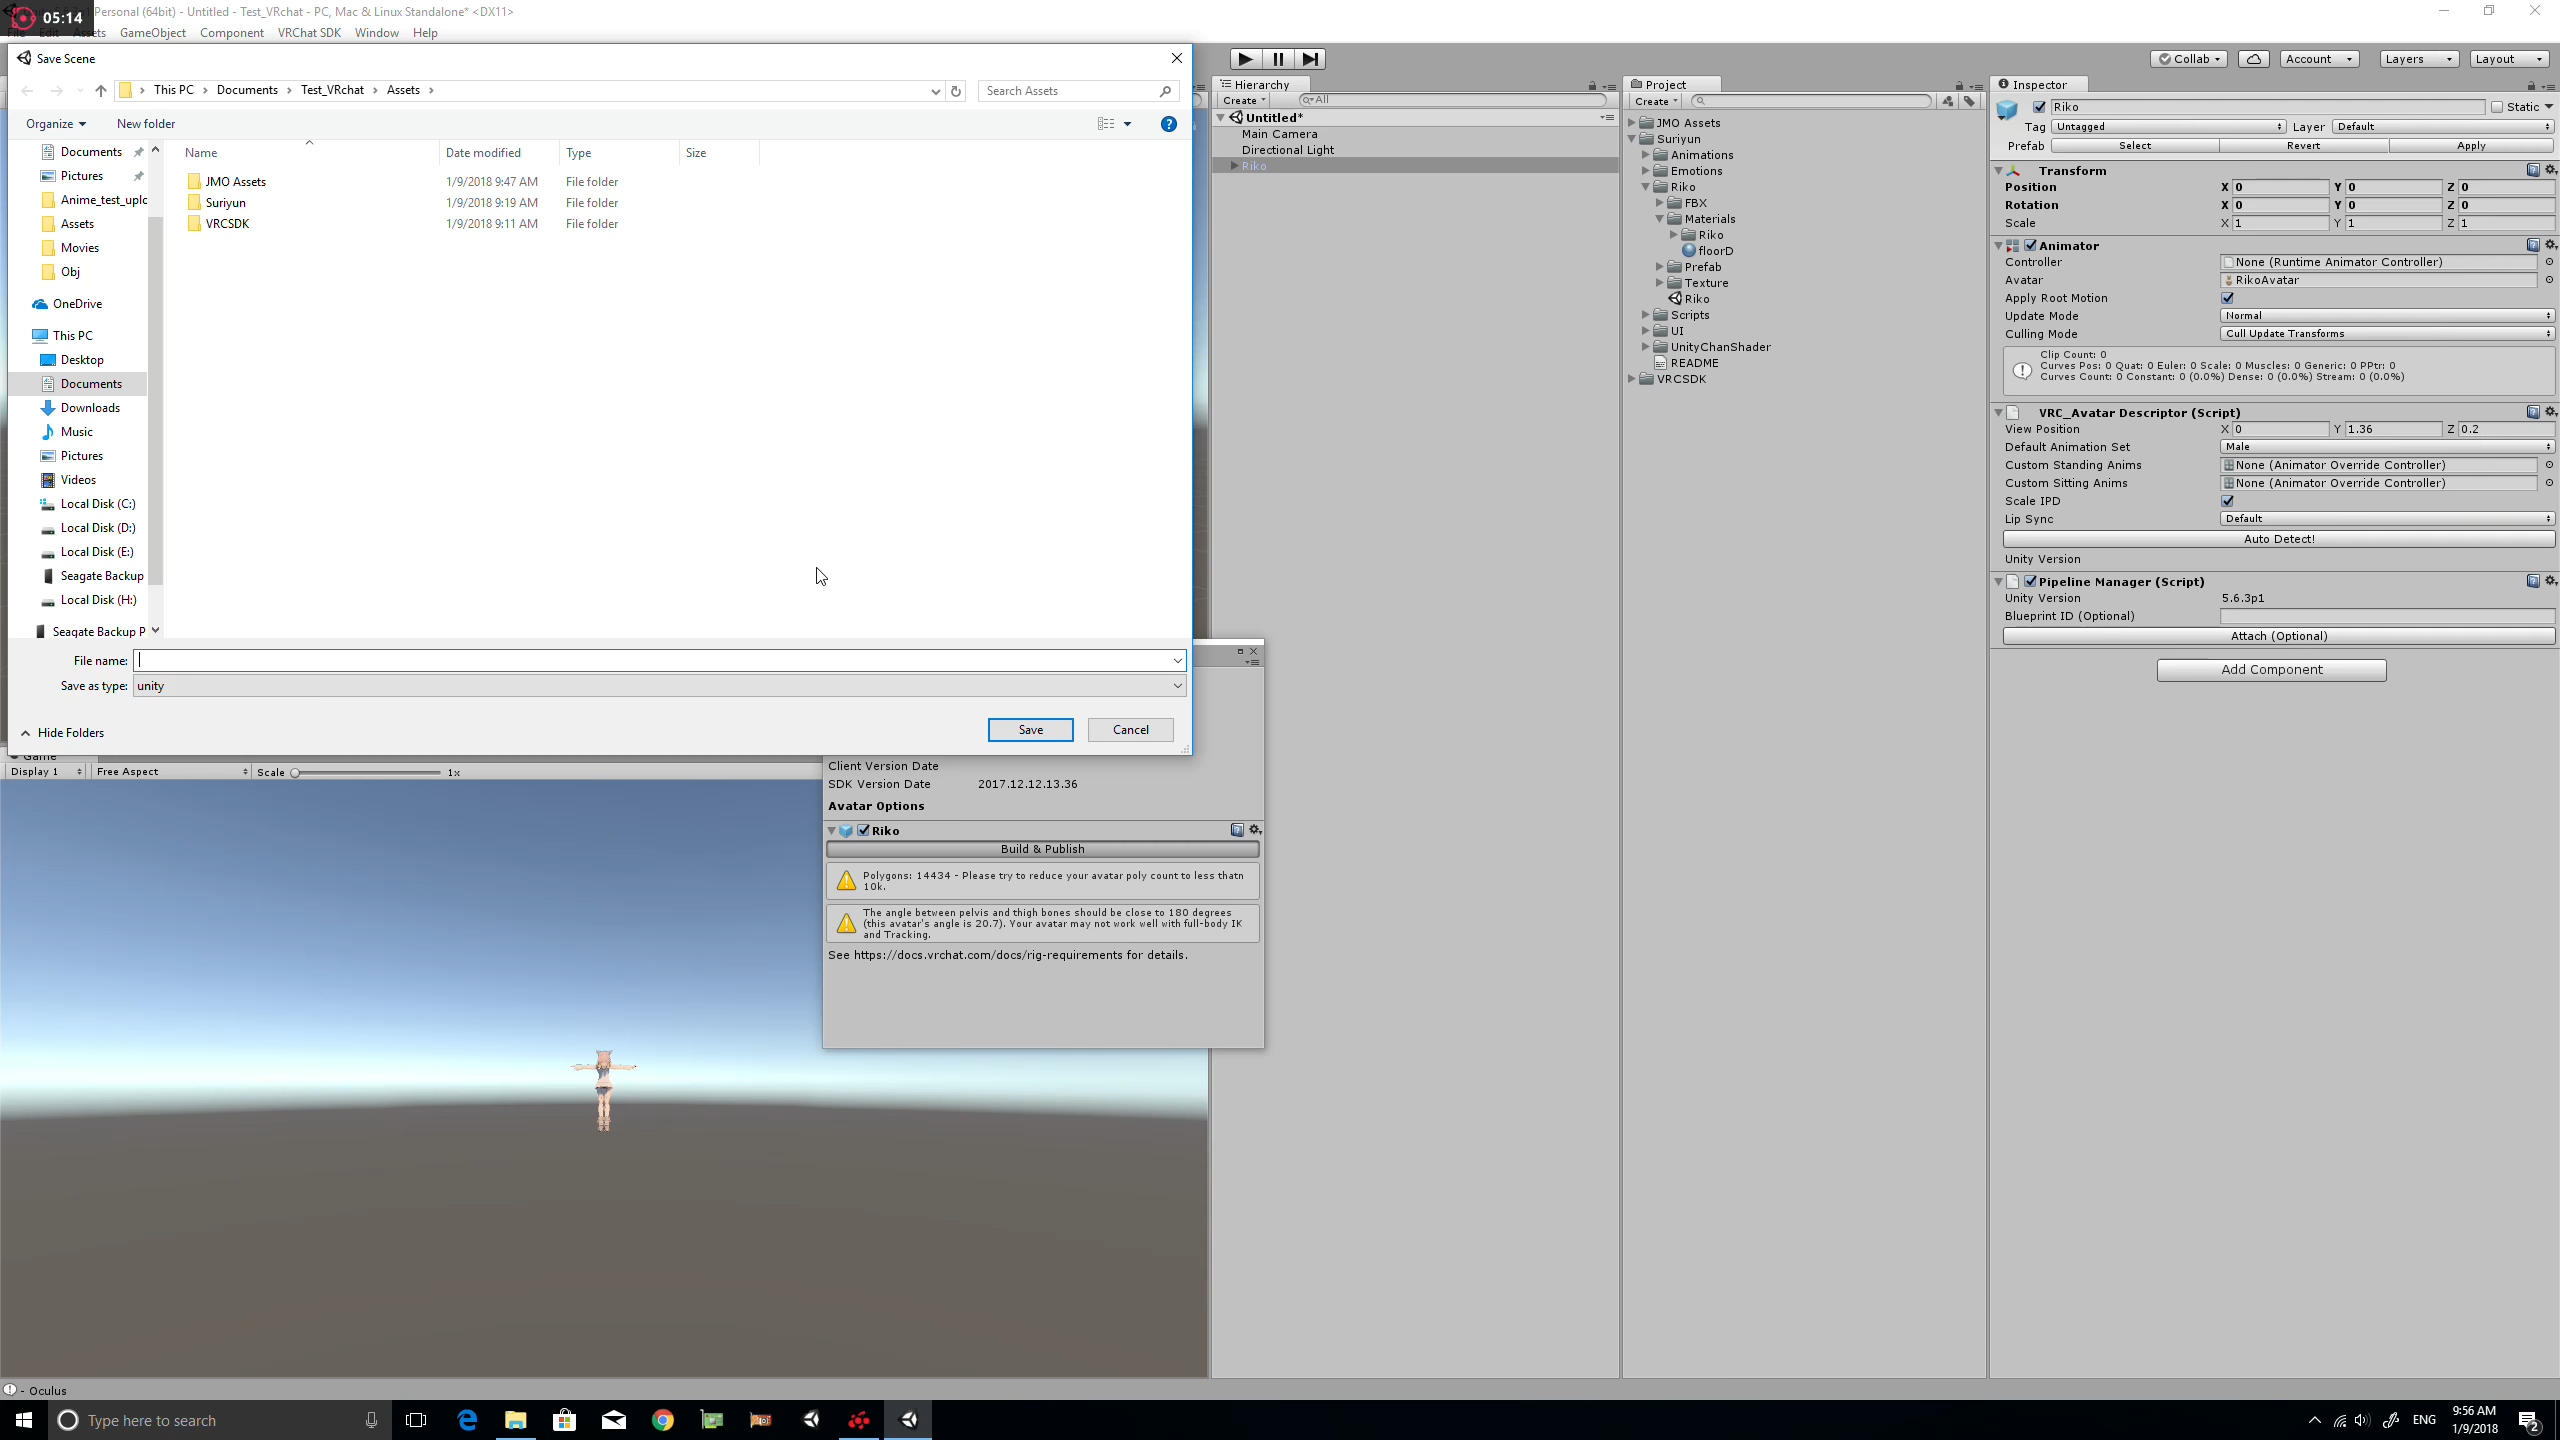 05:14
Personal (64bit) - Untitled - Test_VRchat - PC, Mac & Linux Standalone* <DX11>
File Edit Assets GameObject Component VRChat SDK Window Help
Save Scene
This PC Documents Test_VRchat Assets
Search Assets
Organize New folder
Name Date modified Type Size
Documents
Pictures
Anime_test_uplc
Assets
Movies
Obj
OneDrive
This PC
Desktop
Documents
Downloads
Music
Pictures
Videos
Local Disk (C:)
Local Disk (D:)
Local Disk (E:)
Seagate Backup
Local Disk (H:)
Seagate Backup P
JMO Assets 1/9/2018 9:47 AM File folder
Suriyun 1/9/2018 9:19 AM File folder
VRCSDK 1/9/2018 9:11 AM File folder
File name:
Save as type: unity
Hide Folders
Save Cancel
Game
Display 1 Free Aspect Scale 1x
Client Version Date
SDK Version Date 2017.12.12.13.36
Avatar Options
Riko
Build & Publish
Polygons: 14434 - Please try to reduce your avatar poly count to less thatn
10k.
The angle between pelvis and thigh bones should be close to 180 degrees
(this avatar's angle is 20.7). Your avatar may not work well with full-body IK
and Tracking.
See https://docs.vrchat.com/docs/rig-requirements for details.
Collab Account Layers Layout
Hierarchy
Create All
Untitled*
Main Camera
Directional Light
Riko
Project
Create
JMO Assets
Suriyun
Animations
Emotions
Riko
FBX
Materials
Riko
floorD
Prefab
Texture
Riko
Scripts
UI
UnityChanShader
README
VRCSDK
Inspector
Riko Static
Tag Untagged Layer Default
Prefab Select Revert Apply
Transform
Position X 0 Y 0 Z 0
Rotation X 0 Y 0 Z 0
Scale X 1 Y 1 Z 1
Animator
Controller None (Runtime Animator Controller)
Avatar RikoAvatar
Apply Root Motion
Update Mode Normal
Culling Mode Cull Update Transforms
Clip Count: 0
Curves Pos: 0 Quat: 0 Euler: 0 Scale: 0 Muscles: 0 Generic: 0 PPtr: 0
Curves Count: 0 Constant: 0 (0.0%) Dense: 0 (0.0%) Stream: 0 (0.0%)
VRC_Avatar Descriptor (Script)
View Position X 0 Y 1.36 Z 0.2
Default Animation Set Male
Custom Standing Anims None (Animator Override Controller)
Custom Sitting Anims None (Animator Override Controller)
Scale IPD
Lip Sync Default
Auto Detect!
Unity Version
Pipeline Manager (Script)
Unity Version 5.6.3p1
Blueprint ID (Optional)
Attach (Optional)
Add Component
- Oculus
Type here to search
ENG
9:56 AM
1/9/2018
2